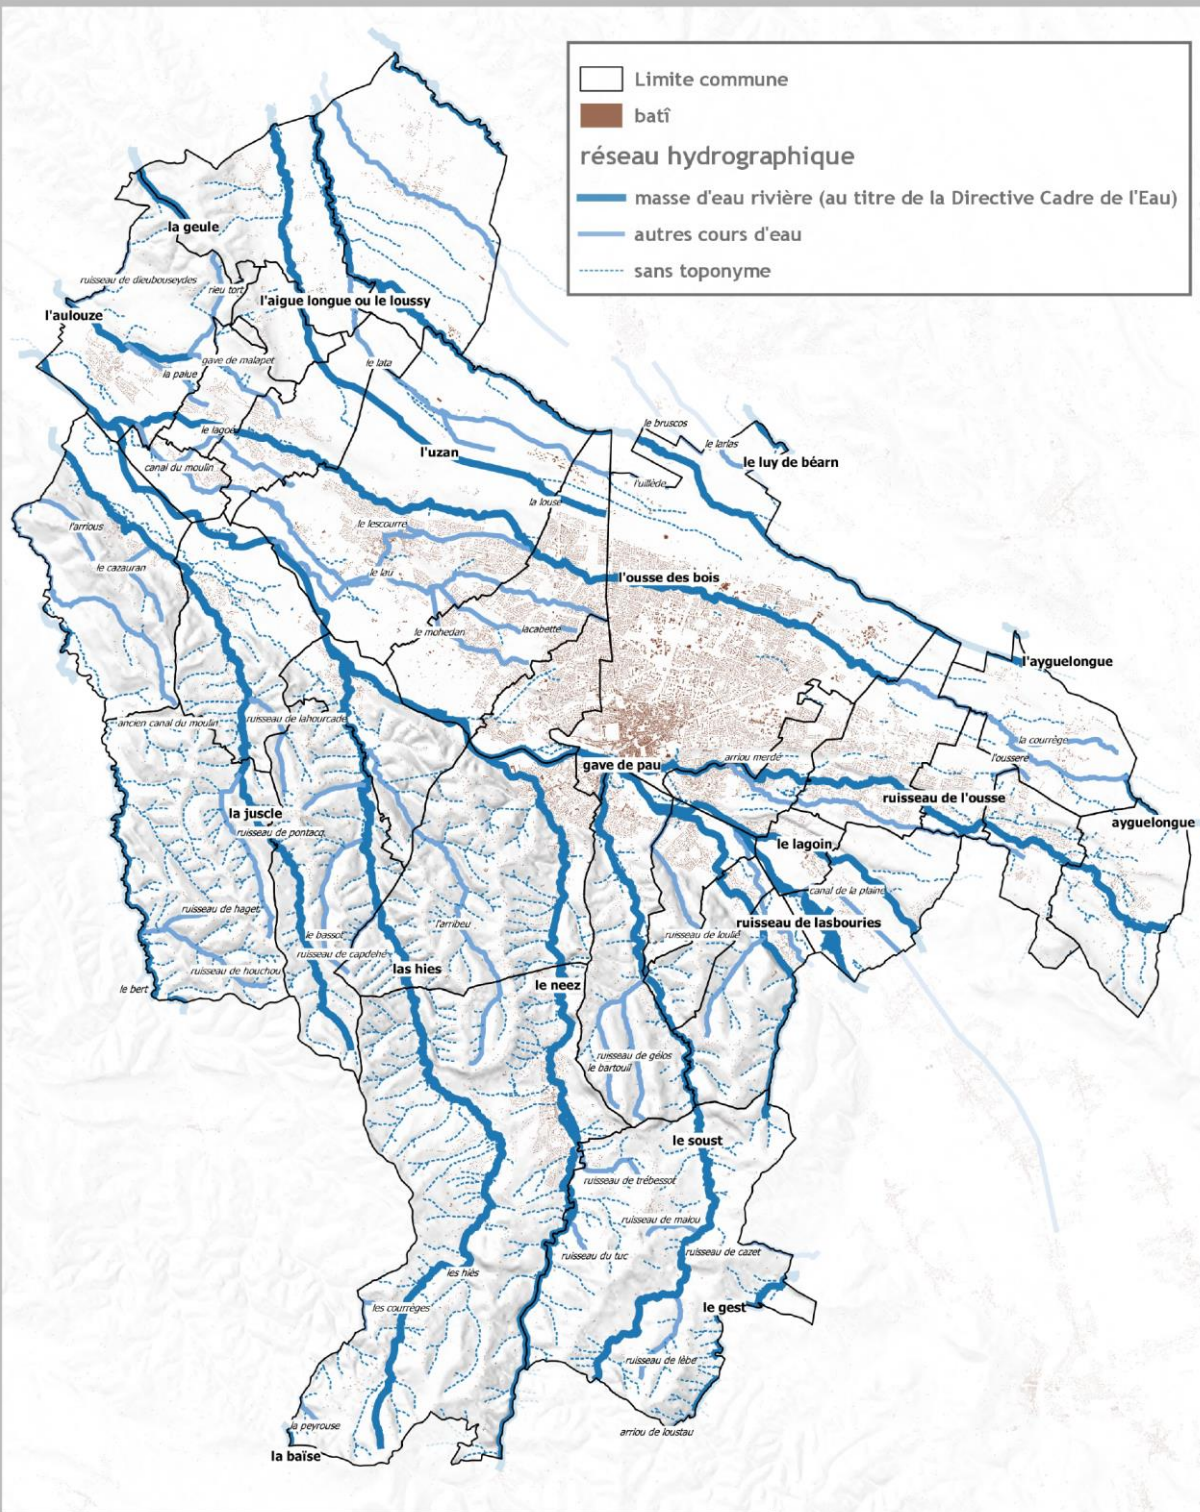 Limite commune
batî
réseau hydrographique
masse d'eau rivière (au titre de la Directive Cadre de l'Eau)
autres cours d'eau
sans toponyme
la geule
ruisseau de dieubouseydes
rieu tort
l'aigue longue ou le loussy
l'aulouze
gave de malapet
la palue
le lata
le lagoé
le bruscos
le larlas
l'uzan
le luy de béarn
canal du moulin
l'uillède
la louse
l'arrious
le lescourre
le cazauran
le laü
l'ousse des bois
le mohedan
lacabette
l'ayguelongue
ancien canal du moulin
ruisseau de lahourcade
la courrège
l'oussere
arriou merdé
gave de pau
ruisseau de l'ousse
la juscle
ayguelongue
ruisseau de pontacq
le lagoin
canal de la plaine
ruisseau de haget
l'arribeu
ruisseau de lasbouries
le bassot
ruisseau de loulié
ruisseau de capdehé
ruisseau de houchou
las hies
le bert
le neez
ruisseau de gélos
le bartouil
le soust
ruisseau de trébessot
ruisseau de malou
ruisseau du tuc
ruisseau de cazet
les hiés
les courrèges
le gest
ruisseau de lèbe
la peyrouse
arriou de loustau
la baïse